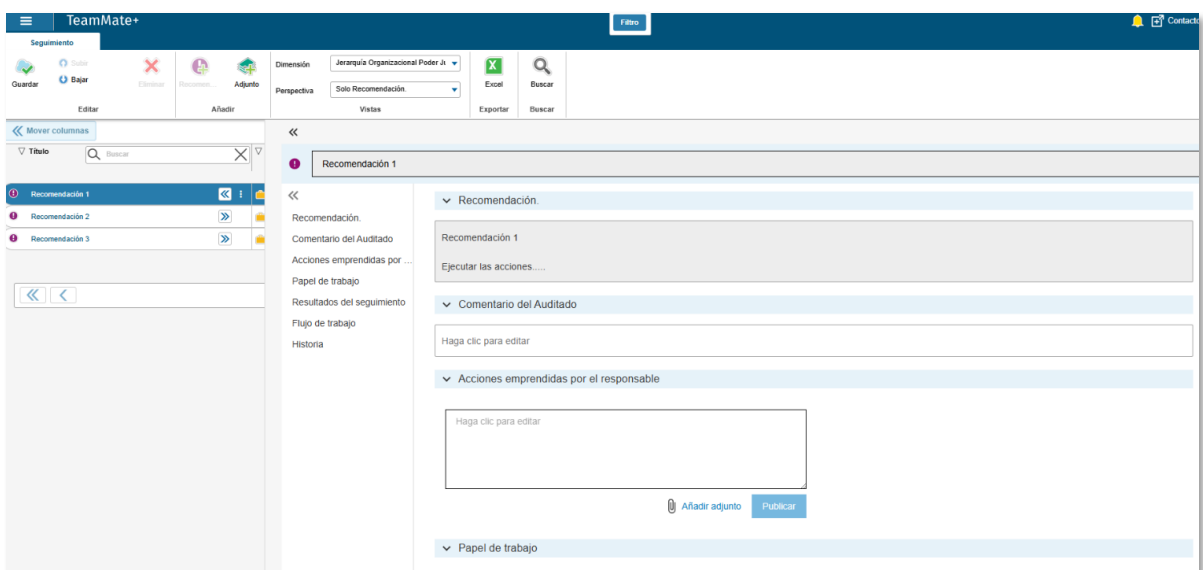 TeamMate+
Filtro
Contacto
Seguimiento
Guardar
Subir
Bajar
Eliminar
Adjunto
Dimensión
Jerarquía Organizacional Poder Ju
Perspectiva
Solo Recomendación.
Excel
Buscar
Editar
Añadir
Vistas
Exportar
Buscar
Mover columnas
Título
Buscar
Recomendación 1
Recomendación 2
Recomendación 3
Recomendación 1
Recomendación.
Comentario del Auditado
Acciones emprendidas por ...
Papel de trabajo
Resultados del seguimiento
Flujo de trabajo
Historia
Recomendación.
Recomendación 1
Ejecutar las acciones.....
Comentario del Auditado
Haga clic para editar
Acciones emprendidas por el responsable
Haga clic para editar
Añadir adjunto
Publicar
Papel de trabajo